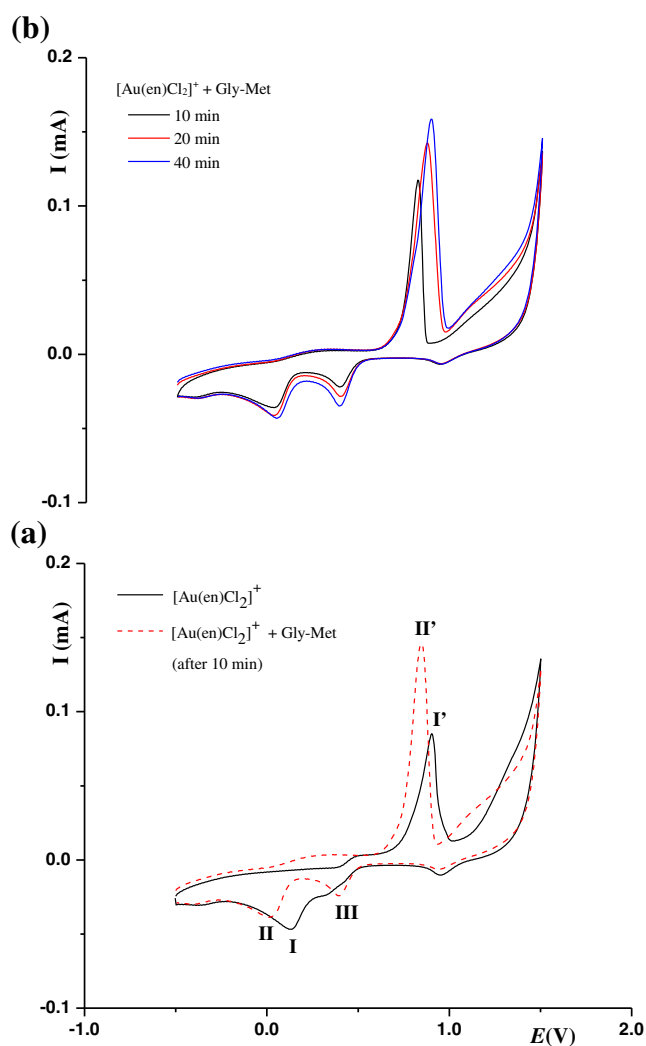 (b)
0.2
[Au(en)Cl₂]⁺ + Gly-Met
10 min
20 min
40 min
I (mA)
0.1
0.0
-0.1
(a)
0.2
[Au(en)Cl₂]⁺
[Au(en)Cl₂]⁺ + Gly-Met
(after 10 min)
II’
I’
I (mA)
0.1
0.0
II
I
III
-0.1
-1.0
0.0
1.0
E(V)
2.0